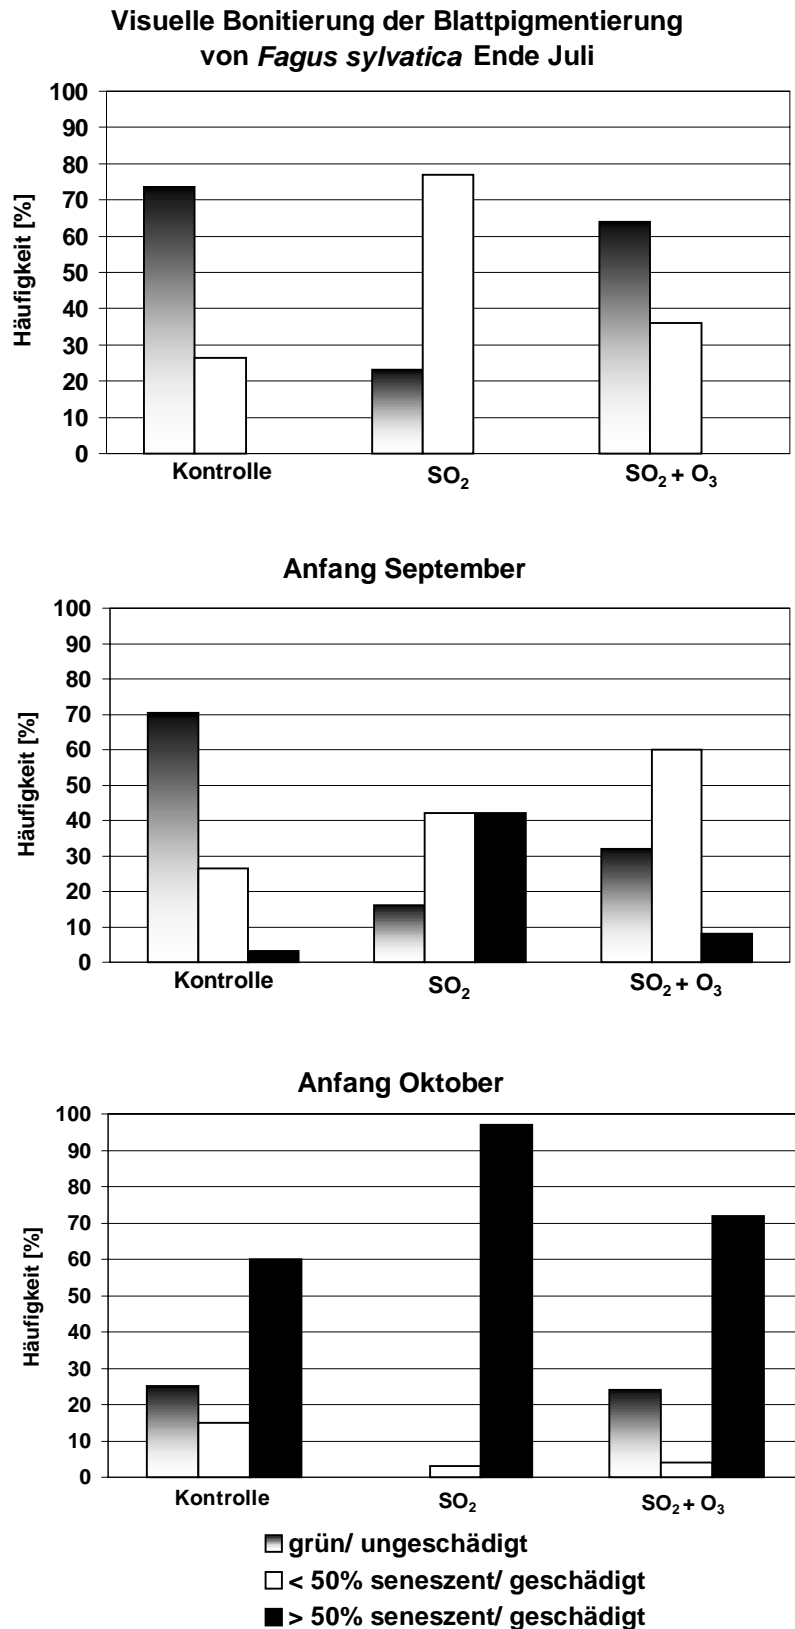 Visuelle Bonitierung der Blattpigmentierung
von Fagus sylvatica Ende Juli
Häufigkeit [%]
100
90
80
70
60
50
40
30
20
10
0
Kontrolle SO₂ SO₂ + O₃
Anfang September
Häufigkeit [%]
100
90
80
70
60
50
40
30
20
10
0
Kontrolle SO₂ SO₂ + O₃
Anfang Oktober
Häufigkeit [%]
100
90
80
70
60
50
40
30
20
10
0
Kontrolle SO₂ SO₂ + O₃
grün/ ungeschädigt
< 50% seneszent/ geschädigt
> 50% seneszent/ geschädigt